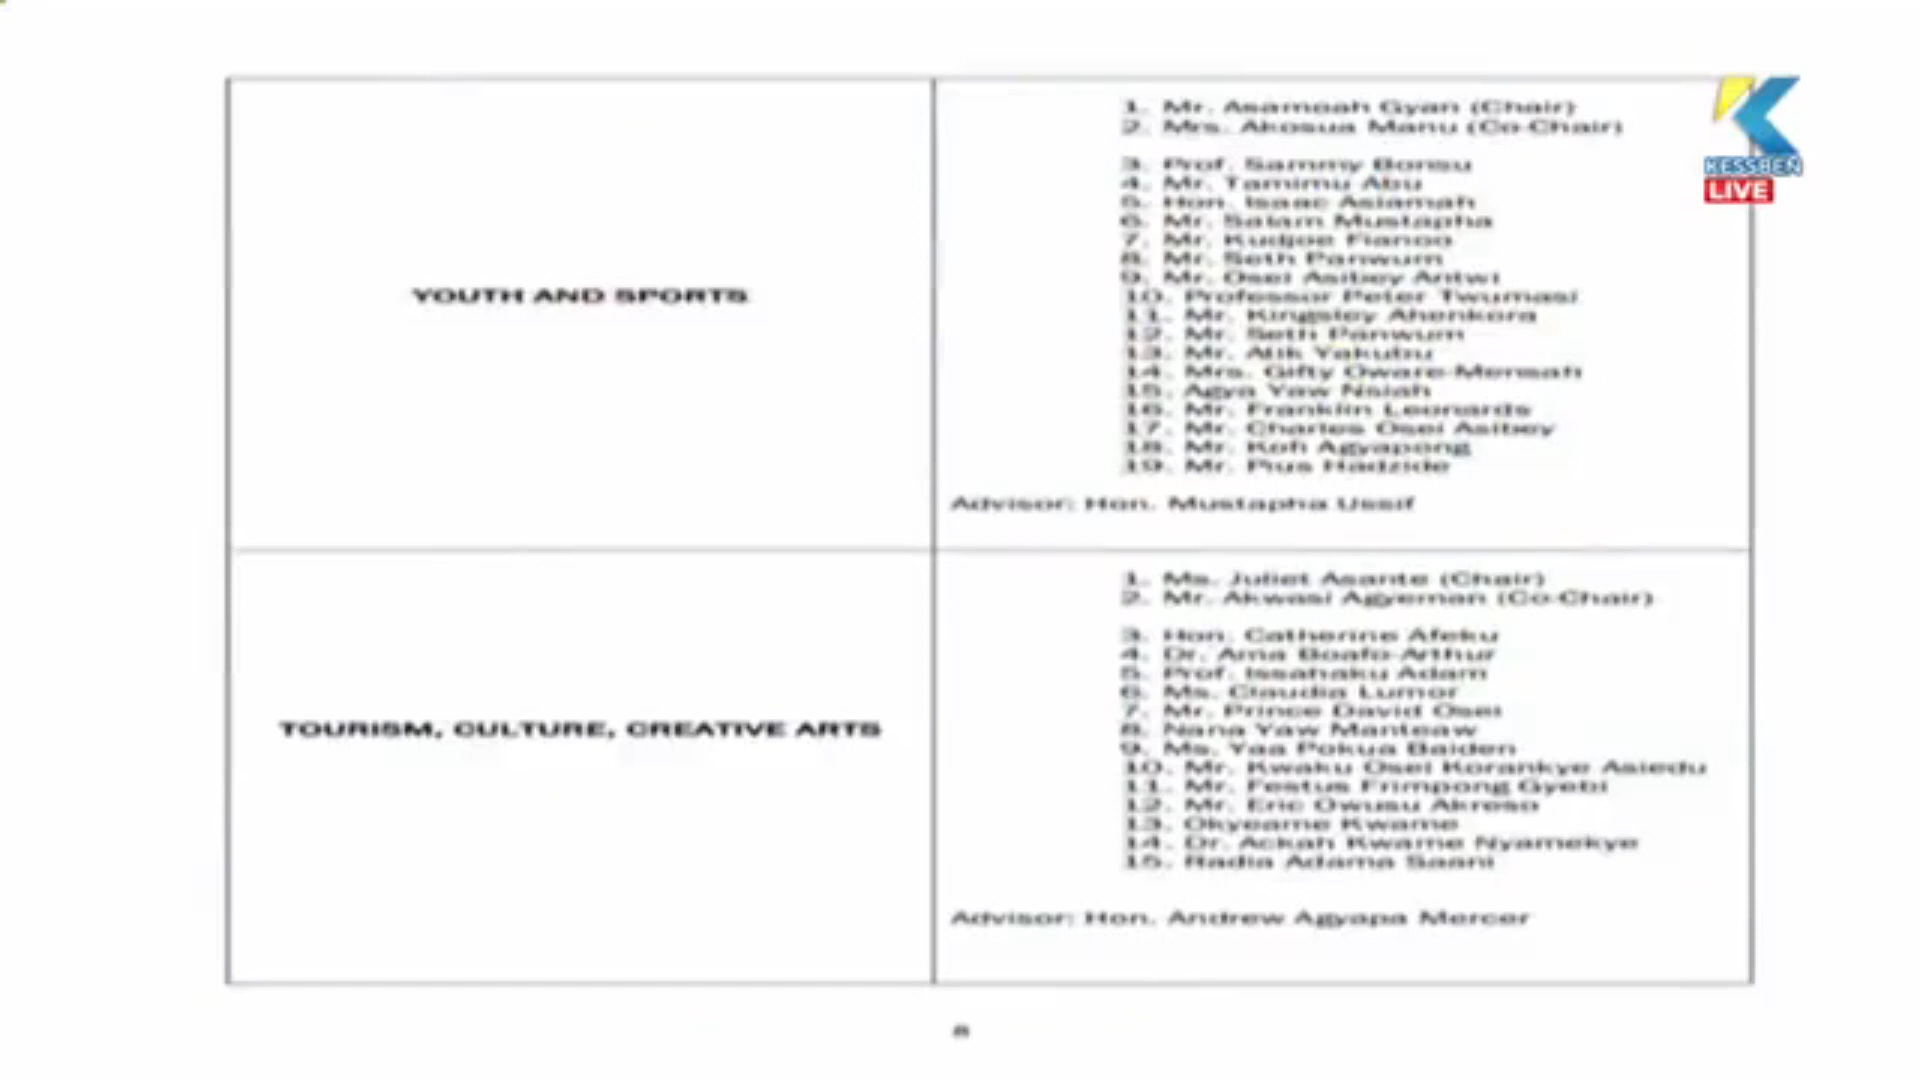 KESSBEN
LIVE
YOUTH AND SPORTS
1. Mr. Asamoah Gyan (Chair)
2. Mrs. Akosua Manu (Co-Chair)
3. Prof. Sammy Bonsu
4. Mr. Tamimu Abu
5. Hon. Isaac Asiamah
6. Mr. Salam Mustapha
7. Mr. Kudjoe Fianoo
8. Mr. Seth Panwum
9. Mr. Osei Asibey Antwi
10. Professor Peter Twumasi
11. Mr. Kingsley Ahenkora
12. Mr. Seth Panwum
13. Mr. Atik Yakubu
14. Mrs. Gifty Oware-Mensah
15. Agya Yaw Nsiah
16. Mr. Franklin Leonards
17. Mr. Charles Osei Asibey
18. Mr. Kofi Agyapong
19. Mr. Pius Hadzide
Advisor: Hon. Mustapha Ussif
TOURISM, CULTURE, CREATIVE ARTS
1. Ms. Juliet Asante (Chair)
2. Mr. Akwasi Agyeman (Co-Chair)
3. Hon. Catherine Afeku
4. Dr. Ama Boafo-Arthur
5. Prof. Issahaku Adam
6. Ms. Claudia Lumor
7. Mr. Prince David Osei
8. Nana Yaw Manteaw
9. Ms. Yaa Pokua Baiden
10. Mr. Kwaku Osei Korankye Asiedu
11. Mr. Festus Frimpong Gyebi
12. Mr. Eric Owusu Akroso
13. Okyeame Kwame
14. Dr. Ackah Kwame Nyamekye
15. Radia Adama Saani
Advisor: Hon. Andrew Agyapa Mercer